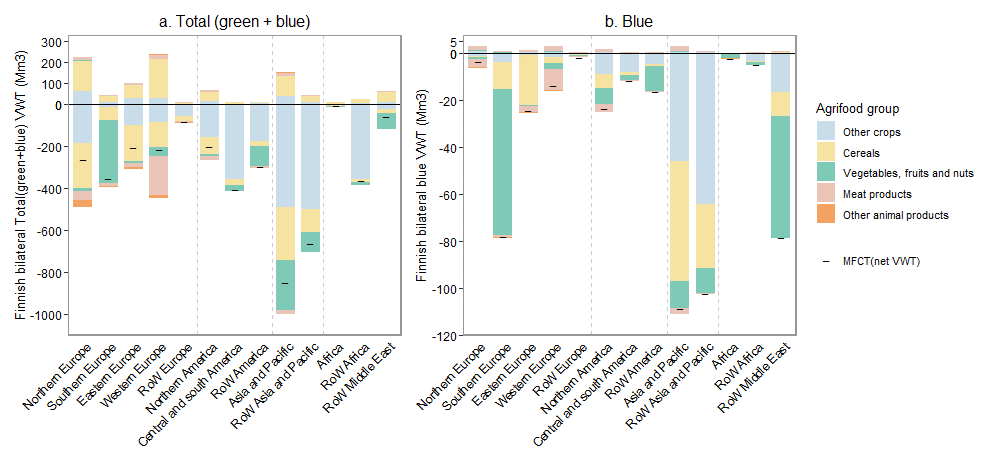 a. Total (green + blue)
b. Blue
Finnish bilateral Total(green+blue) VWT (Mm3)
300
200
100
0
-200
-400
-600
-800
-1000
Northern Europe
Southern Europe
Eastern Europe
Western Europe
RoW Europe
Northern America
Central and south America
RoW America
Asia and Pacific
RoW Asia and Pacific
Africa
RoW Africa
RoW Middle East
Finnish bilateral blue VWT (Mm3)
5
0
-20
-40
-60
-80
-100
-120
Northern Europe
Southern Europe
Eastern Europe
Western Europe
RoW Europe
Northern America
Central and south America
RoW America
Asia and Pacific
RoW Asia and Pacific
Africa
RoW Africa
RoW Middle East
Agrifood group
Other crops
Cereals
Vegetables, fruits and nuts
Meat products
Other animal products
MFCT(net VWT)